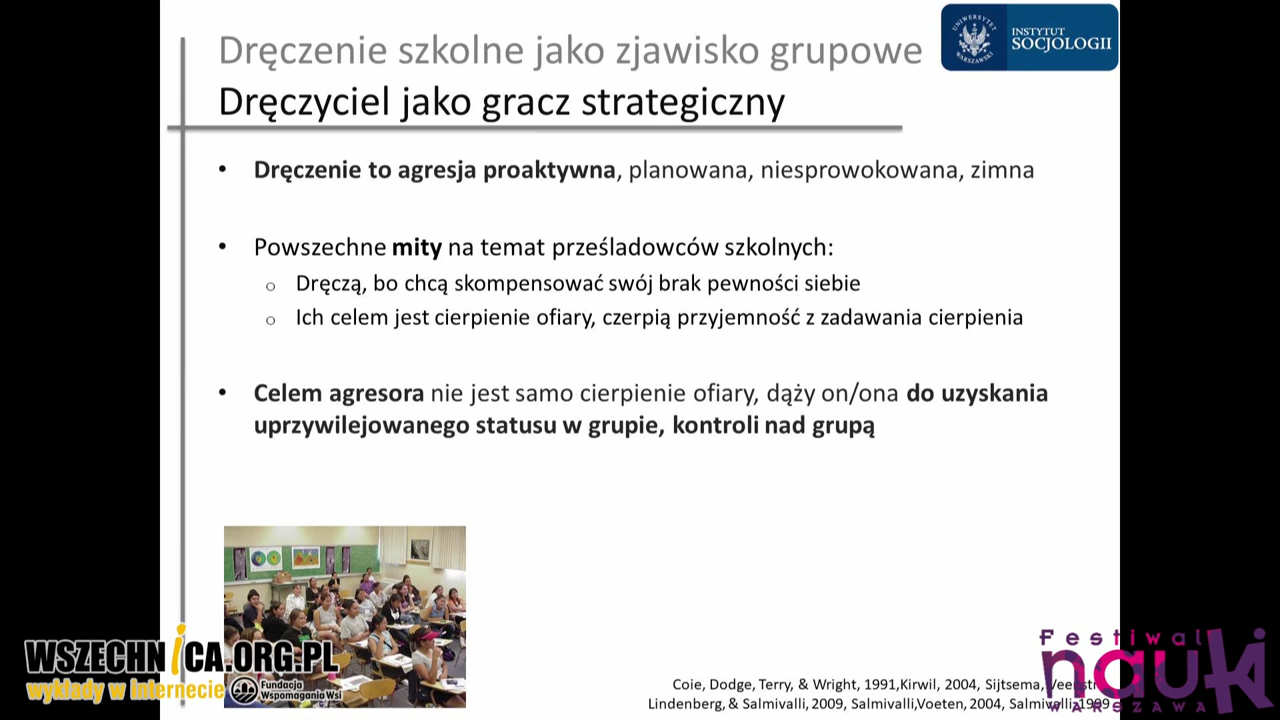 Dręczenie szkolne jako zjawisko grupowe
Dręczyciel jako gracz strategiczny
UNIWERSYTET WARSZAWSKI
INSTYTUT
SOCJOLOGII
• Dręczenie to agresja proaktywna, planowana, niesprowokowana, zimna
• Powszechne mity na temat prześladowców szkolnych:
o Dręczą, bo chcą skompensować swój brak pewności siebie
o Ich celem jest cierpienie ofiary, czerpią przyjemność z zadawania cierpienia
• Celem agresora nie jest samo cierpienie ofiary, dąży on/ona do uzyskania
uprzywilejowanego statusu w grupie, kontroli nad grupą
WSZECHNICA.ORG.PL
wykłady w Internecie
Fundacja
Wspomagania Wsi
Coie, Dodge, Terry, & Wright, 1991,Kirwil, 2004, Sijtsema,
Lindenberg, & Salmivalli, 2009, Salmivalli,Voeten, 2004, Salmivalli,1999
Festiwal
nauki
WARSZAWA